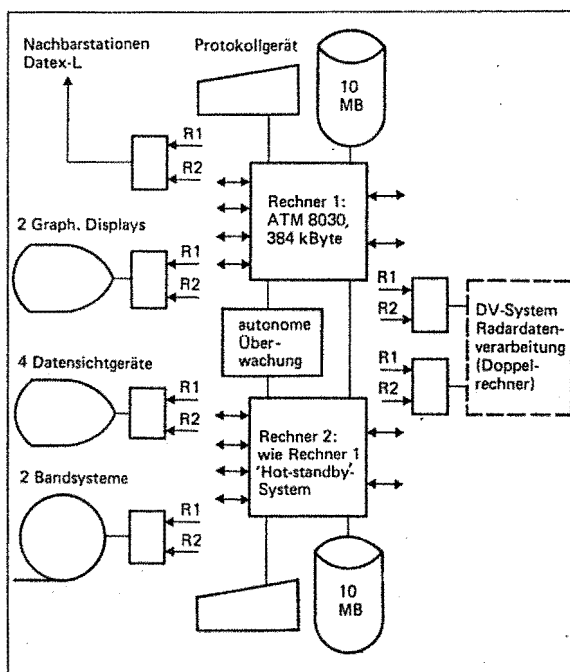 Nachbarstationen
Datex-L
Protokollgerät
10
MB
R1
R2
Rechner 1:
ATM 8030,
384 kByte
2 Graph. Displays
R1
R2
R1
R2
DV-System
Radardaten-
verarbeitung
(Doppel-
rechner)
autonome
Über-
wachung
R1
R2
4 Datensichtgeräte
R1
R2
Rechner 2:
wie Rechner 1
'Hot-standby'-
System
2 Bandsysteme
R1
R2
10
MB